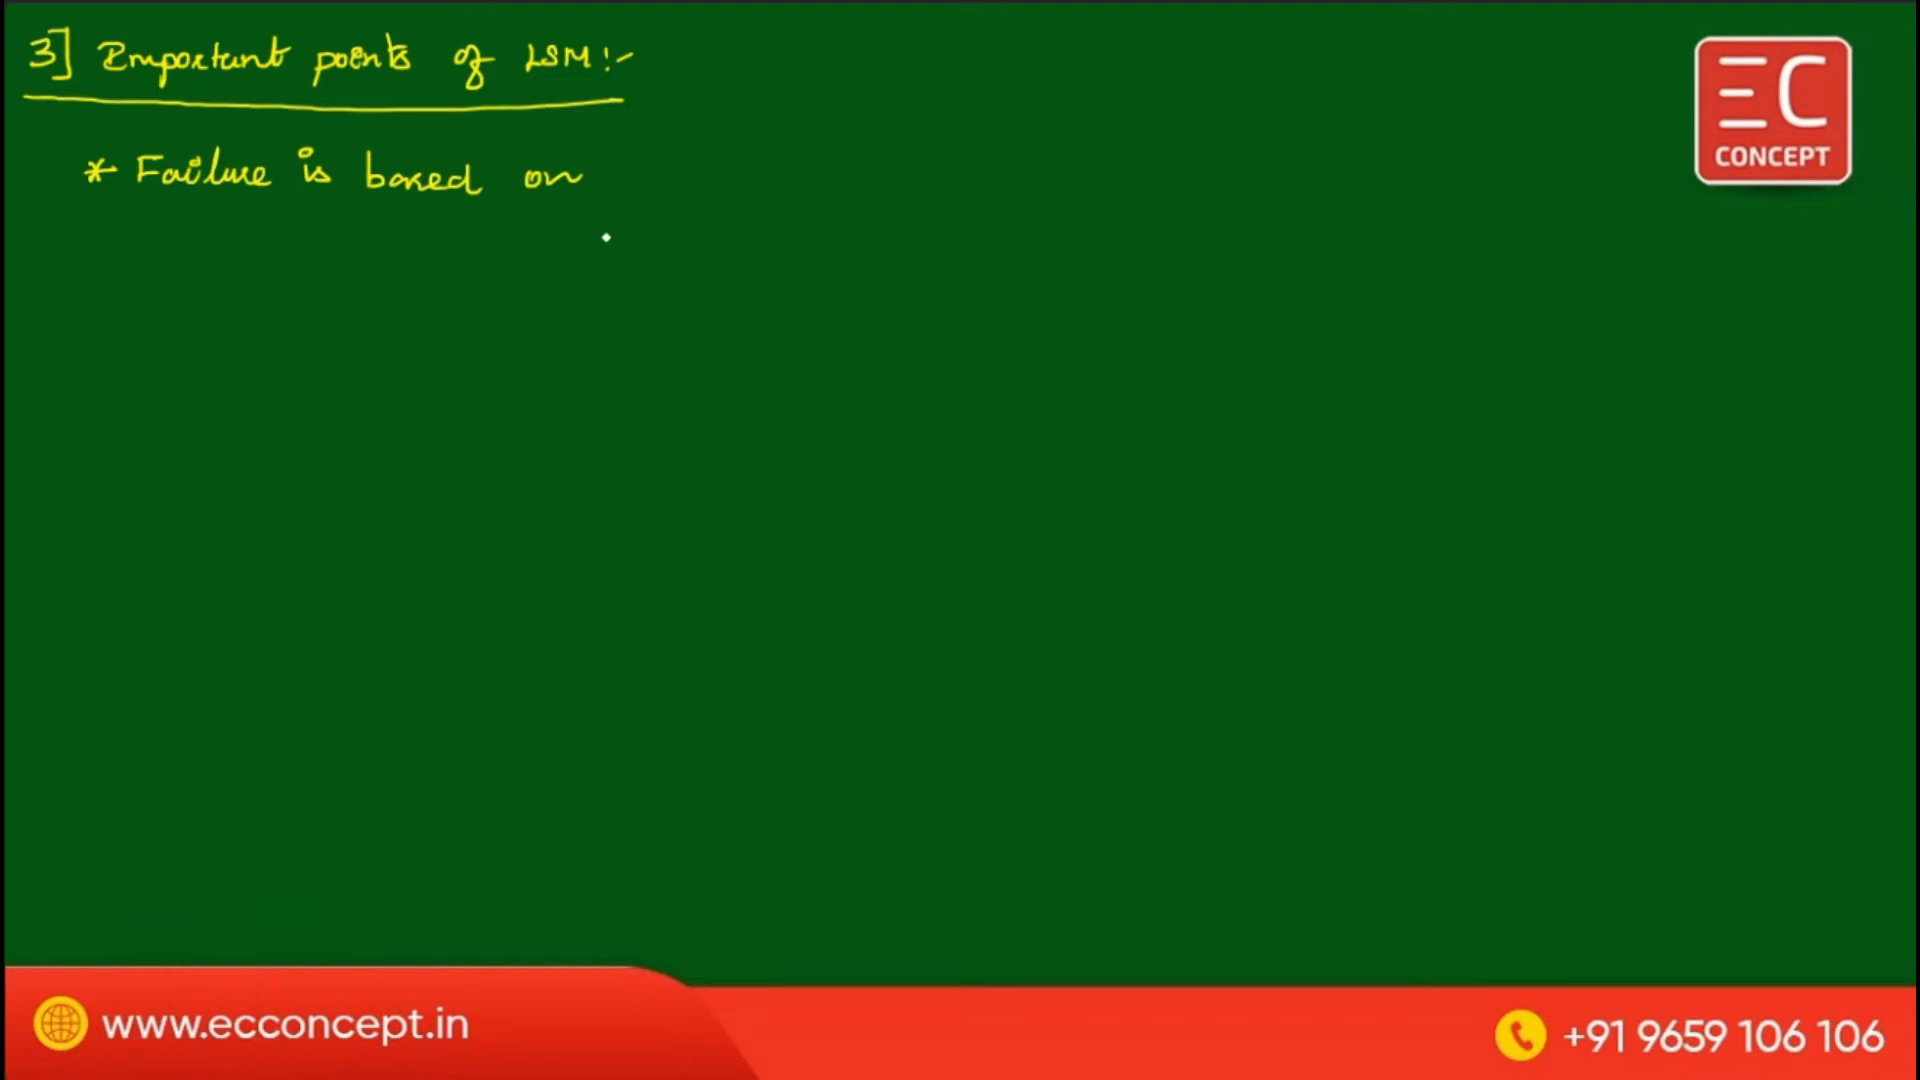 3] Important points of LSM:-
* Failure is based on
EC
CONCEPT
www.ecconcept.in
+91 9659 106 106